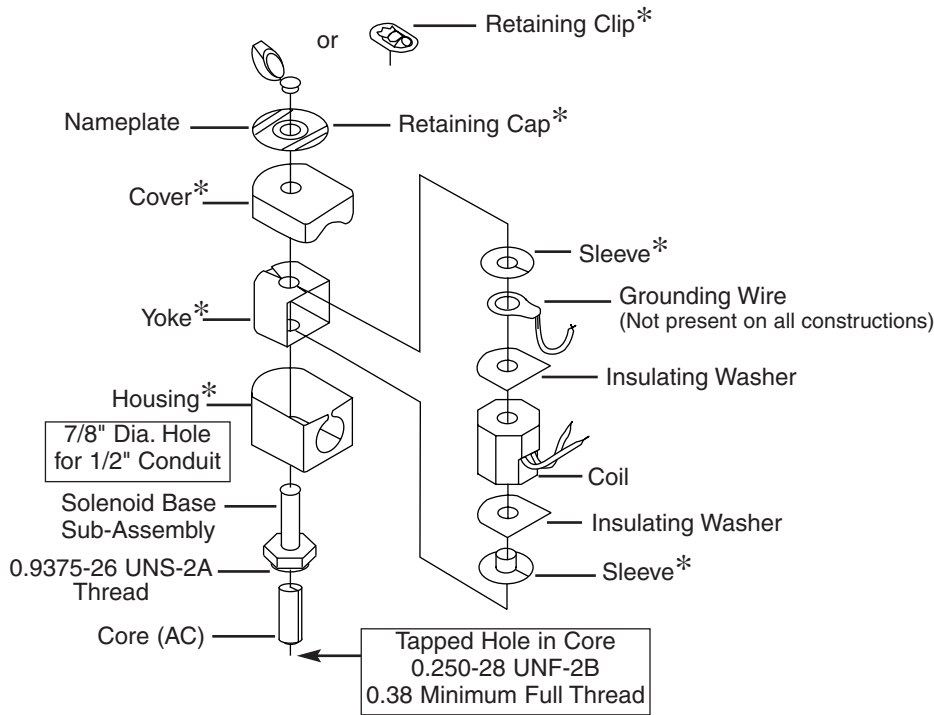 or
Retaining Clip*
Nameplate
Retaining Cap*
Cover*
Sleeve*
Grounding Wire
(Not present on all constructions)
Yoke*
Insulating Washer
Housing*
7/8" Dia. Hole
for 1/2" Conduit
Coil
Solenoid Base
Sub-Assembly
Insulating Washer
0.9375-26 UNS-2A
Thread
Sleeve*
Core (AC)
Tapped Hole in Core
0.250-28 UNF-2B
0.38 Minimum Full Thread